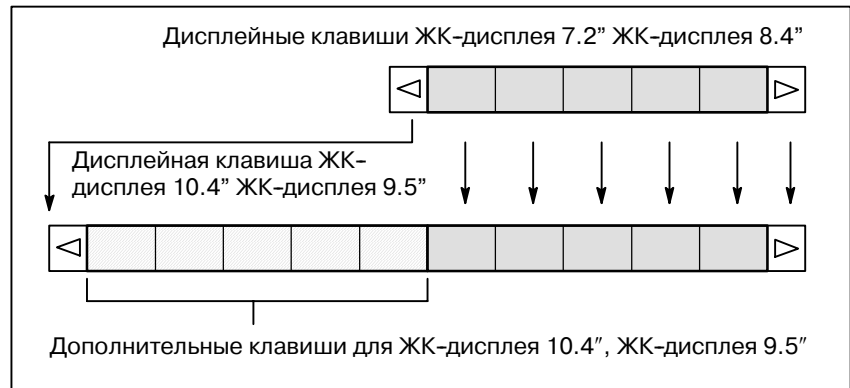 Дисплейные клавиши ЖК-дисплея 7.2” ЖК-дисплея 8.4”
Дисплейная клавиша ЖК-
дисплея 10.4” ЖК-дисплея 9.5”
Дополнительные клавиши для ЖК-дисплея 10.4″, ЖК-дисплея 9.5″